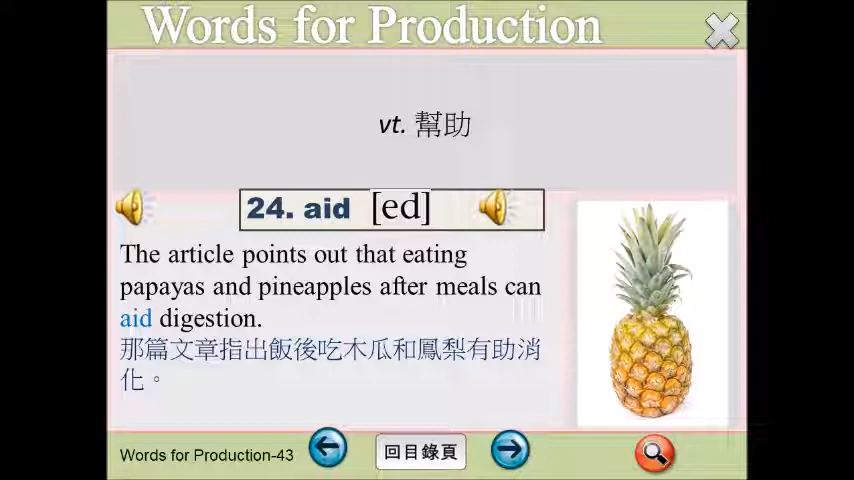 Words for Production
vt. 幫助
24. aid [ed]
The article points out that eating
papayas and pineapples after meals can
aid digestion.
那篇文章指出飯後吃木瓜和鳳梨有助消
化。
Words for Production-43
回目錄頁